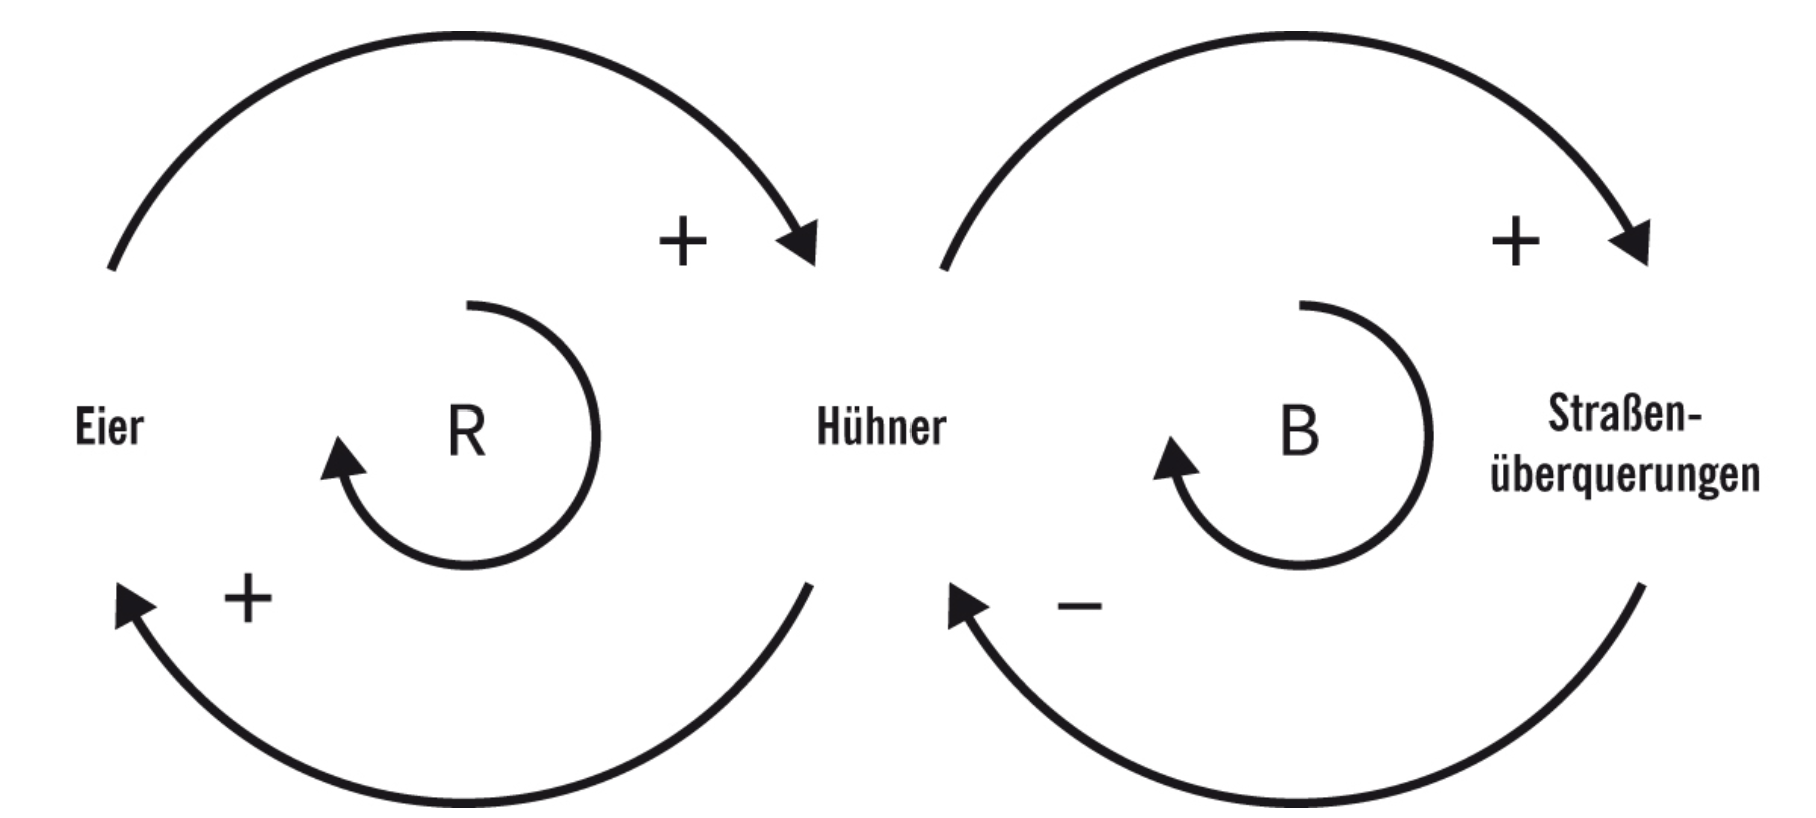 +
+
Eier
R
Hühner
B
Straßen-
überquerungen
+
−